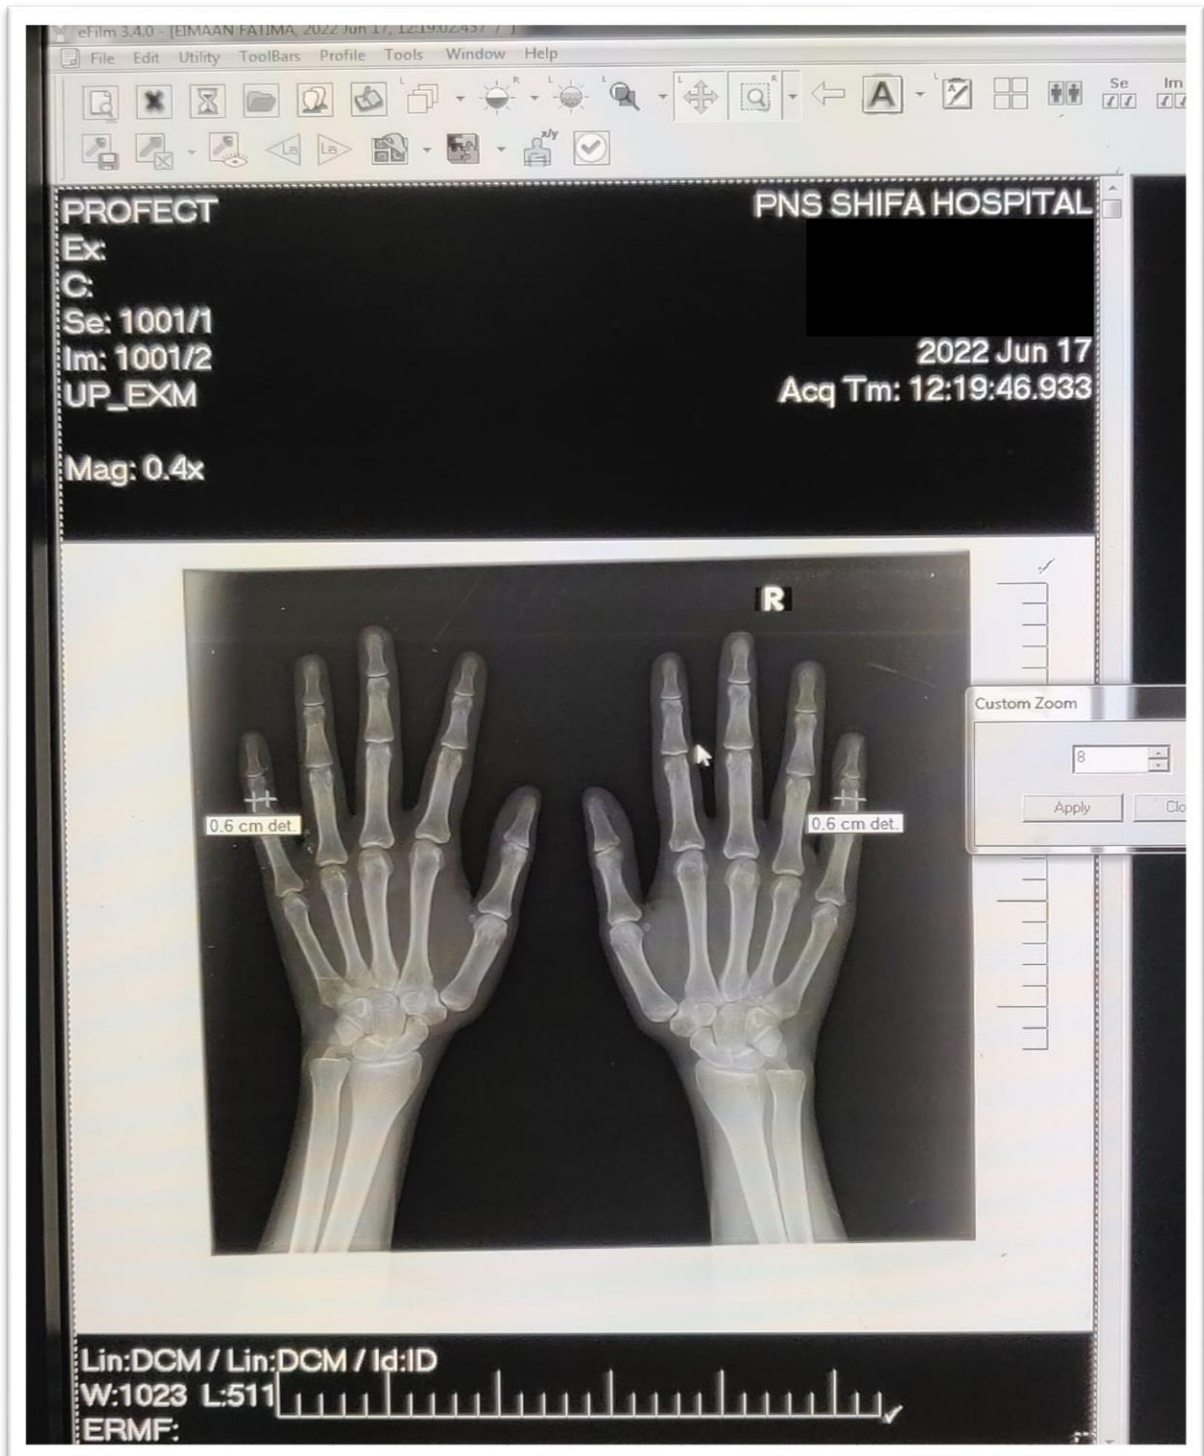 eFilm 3.4.0 - [EIMAAN FATIMA, 2022 Jun 17, 12:19:02.457 / ]
File Edit Utility ToolBars Profile Tools Window Help
Se Im
x/y
PROFECT
Ex:
C:
Se: 1001/1
Im: 1001/2
UP_EXM
Mag: 0.4x
PNS SHIFA HOSPITAL
2022 Jun 17
Acq Tm: 12:19:46.933
R
Custom Zoom
8
Apply Clo
0.6 cm det.
0.6 cm det.
Lin:DCM / Lin:DCM / Id:ID
W:1023 L:511
ERMF: